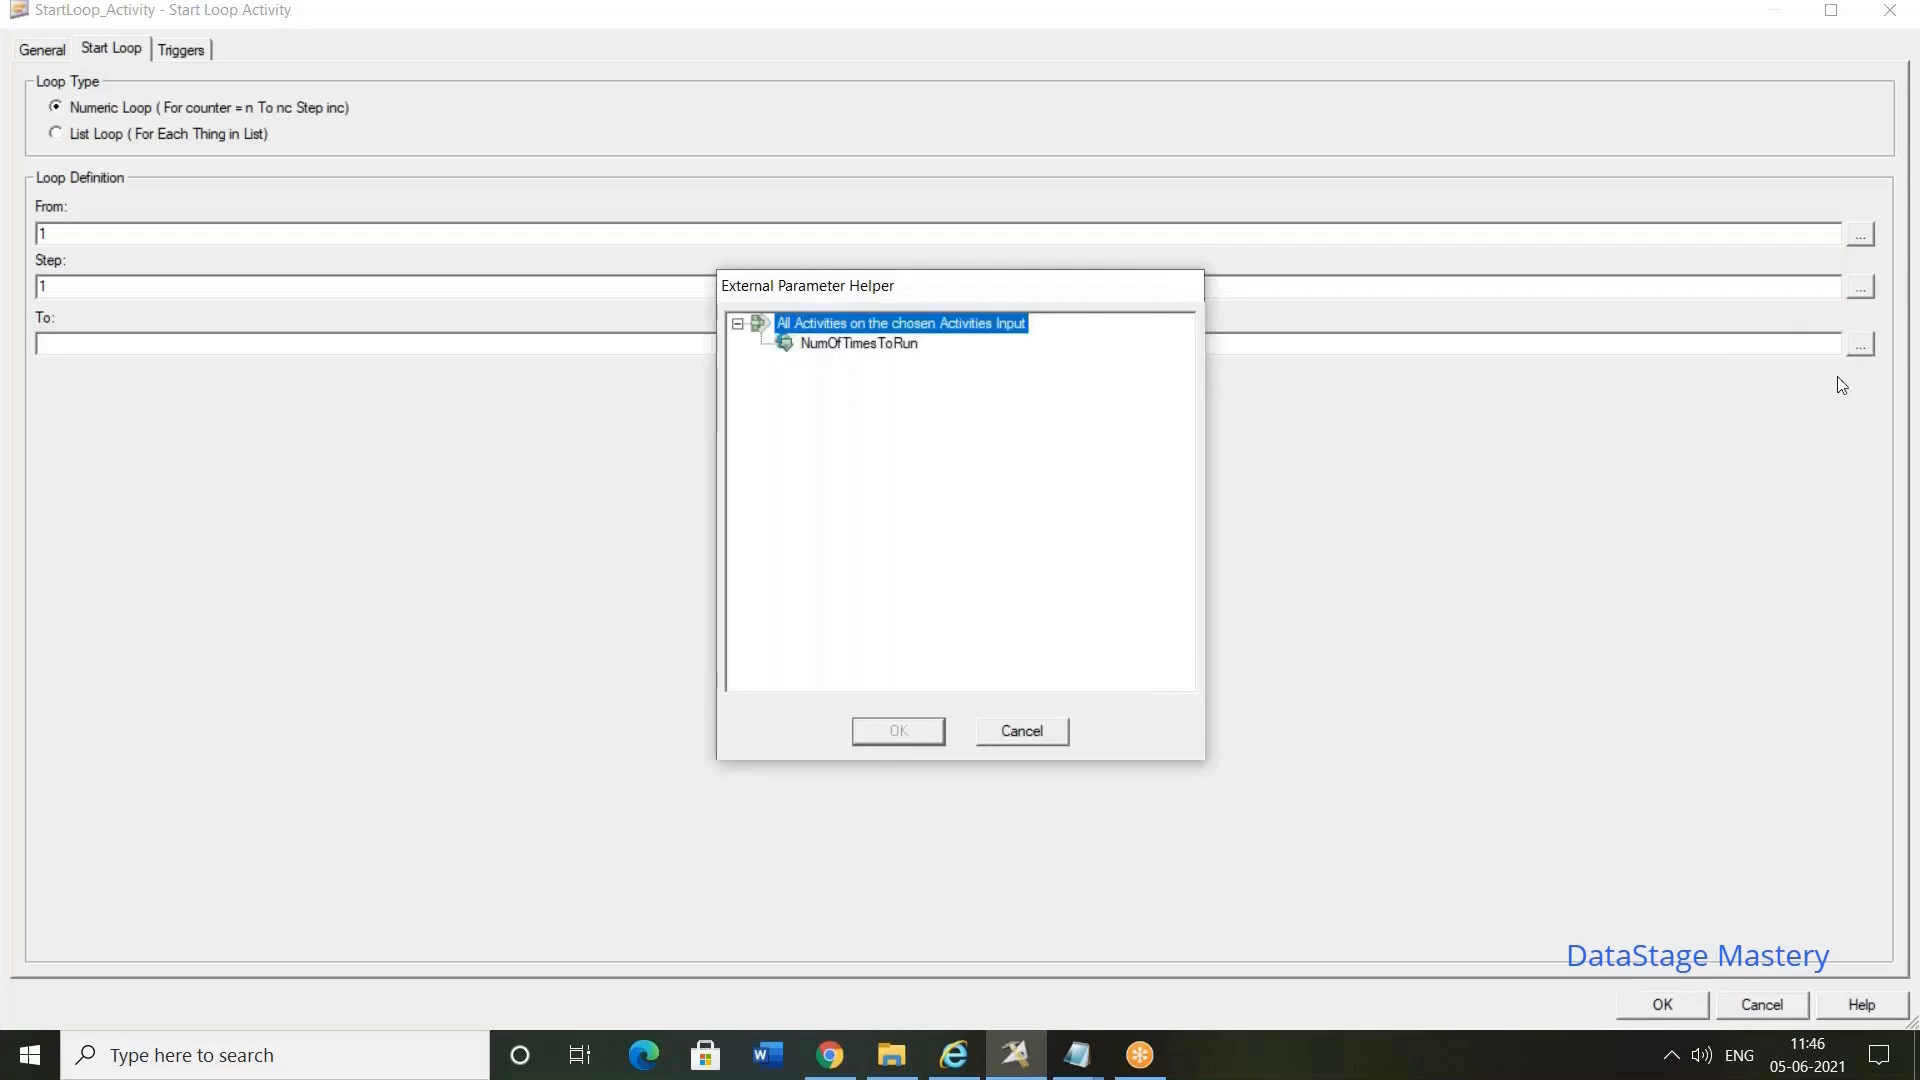 StartLoop_Activity - Start Loop Activity
General
Start Loop
Triggers
Loop Type
Numeric Loop ( For counter = n To nc Step inc)
List Loop ( For Each Thing in List)
Loop Definition
From:
1
...
Step:
1
...
To:
...
External Parameter Helper
All Activities on the chosen Activities Input
NumOfTimesToRun
OK
Cancel
DataStage Mastery
OK
Cancel
Help
Type here to search
ENG
11:46
05-06-2021